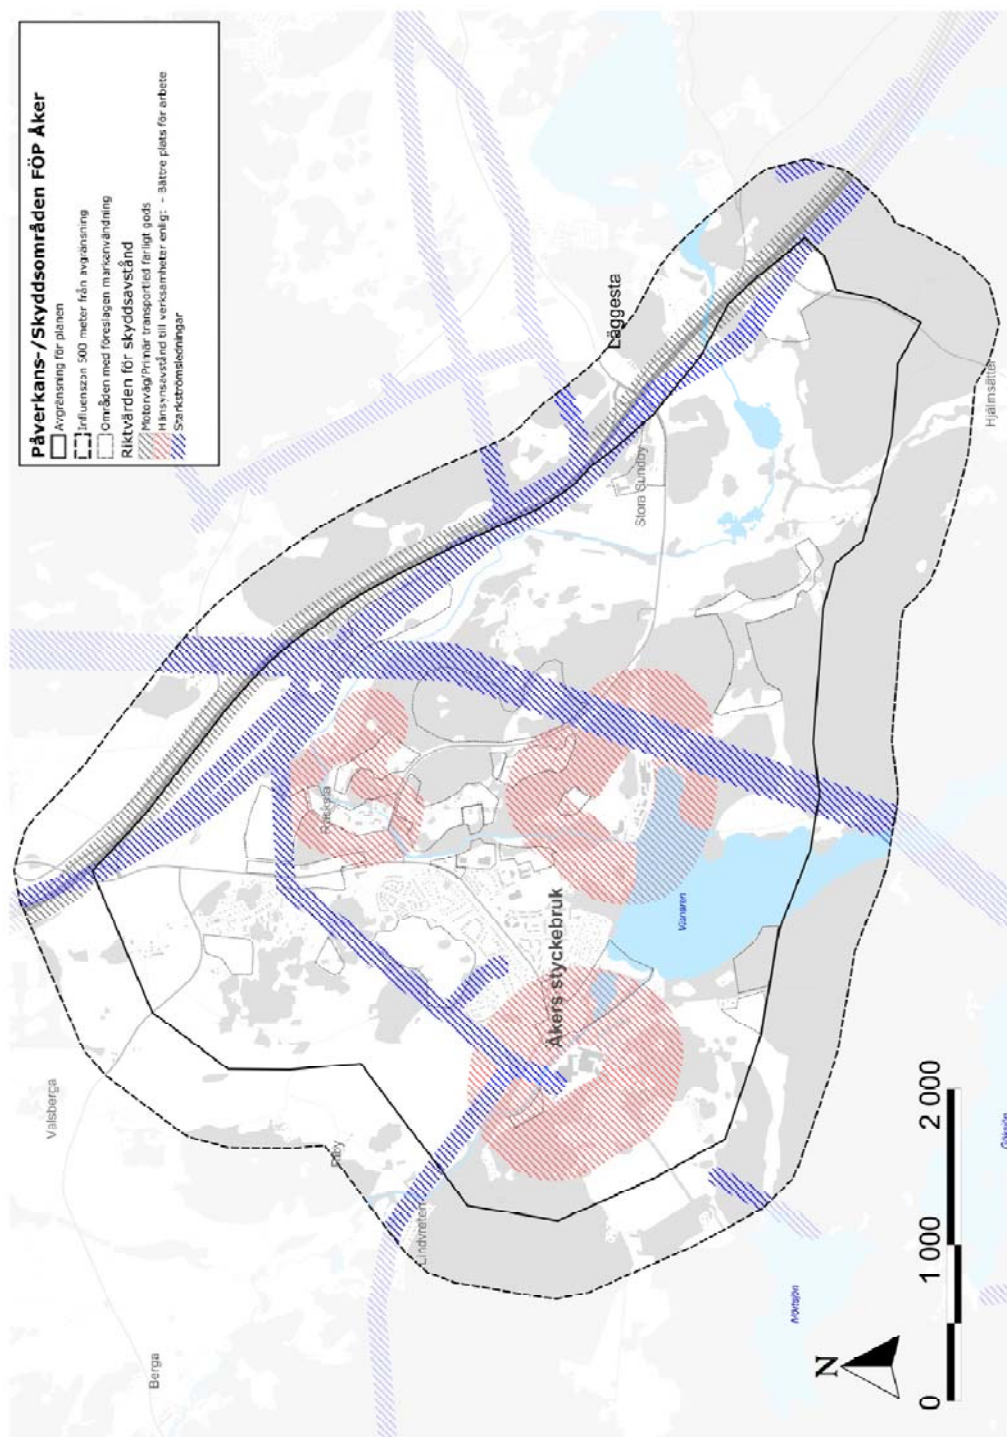 Påverkans-/Skyddsområden FÖP Åker
Avgränsning för planen
Influenszon 500 meter från avgränsning
Områden med föreslagen markanvändning
Riktvärden för skyddsavstånd
Motorväg/Primär transportled farligt gods
Hänsynsavstånd till verksamheter enligt - Bättre plats för arbete
Starkströmsledningar
Läggesta
Stora Sundby
Hjälmsätter
Räcksta
Åkers styckebruk
Visnaren
Valsberga
Lindvreten
Berga
N
0
1 000
2 000